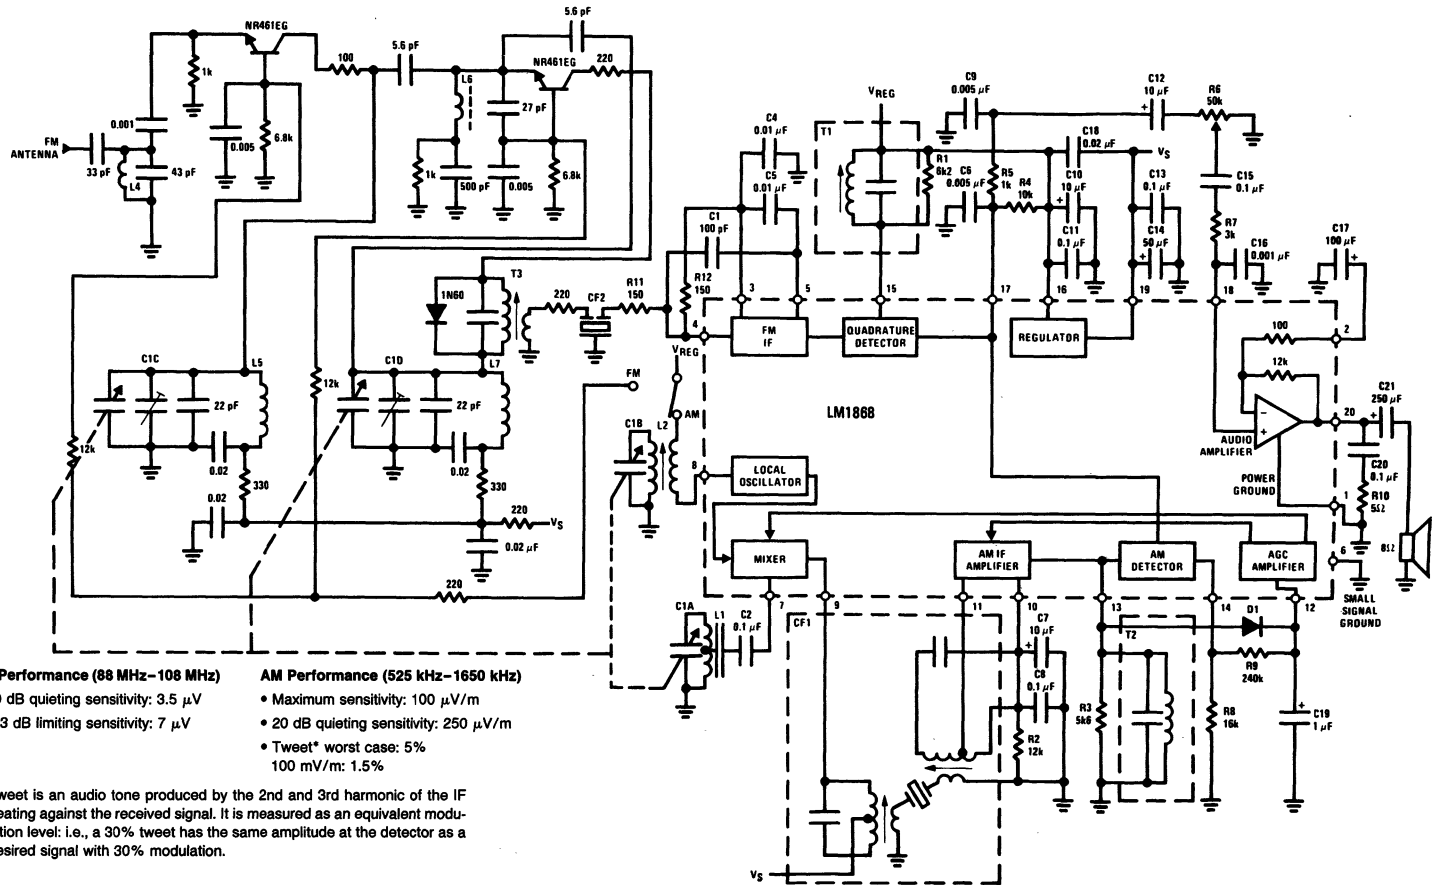 NR461EG
5.6 pF
1k
100
5.6 pF
NR461EG
220
L6
27 pF
0.001
0.005
6.8k
FM
ANTENNA
33 pF
L4
43 pF
1k
500 pF
0.005
6.8k
C9
0.005 µF
C12
10 µF
+
R6
50k
VREG
C4
0.01 µF
T1
C18
0.02 µF
VS
C5
0.01 µF
R1
6k2
C6
0.005 µF
R5
1k
R4
10k
C10
10 µF
+
C13
0.1 µF
C15
0.1 µF
C1
100 pF
C11
0.1 µF
C14
50 µF
+
R7
3k
C16
0.001 µF
C17
100 µF
+
T3
1N60
220
CF2
R11
150
R12
150
3
5
15
17
16
19
18
4
FM
IF
QUADRATURE
DETECTOR
REGULATOR
100
2
12k
VREG
FM
AM
C1C
L5
22 pF
12k
0.02
330
0.02
12k
C1D
L7
22 pF
0.02
330
220
VS
0.02 µF
220
LM1868
C1B
L2
8
LOCAL
OSCILLATOR
−
+
AUDIO
AMPLIFIER
20
C21
250 µF
+
POWER
GROUND
C20
0.1 µF
R10
5Ω
1
8Ω
MIXER
AM IF
AMPLIFIER
AM
DETECTOR
AGC
AMPLIFIER
6
SMALL
SIGNAL
GROUND
7
9
11
10
13
14
12
C1A
L1
C2
0.1 µF
CF1
C7
10 µF
+
C8
0.1 µF
R2
12k
T2
D1
R9
240k
R3
5k6
R8
16k
C19
1 µF
+
VS
Performance (88 MHz–108 MHz)
dB quieting sensitivity: 3.5 µV
3 dB limiting sensitivity: 7 µV
AM Performance (525 kHz–1650 kHz)
• Maximum sensitivity: 100 µV/m
• 20 dB quieting sensitivity: 250 µV/m
• Tweet* worst case: 5%
100 mV/m: 1.5%
weet is an audio tone produced by the 2nd and 3rd harmonic of the IF
eating against the received signal. It is measured as an equivalent modu-
tion level: i.e., a 30% tweet has the same amplitude at the detector as a
esired signal with 30% modulation.